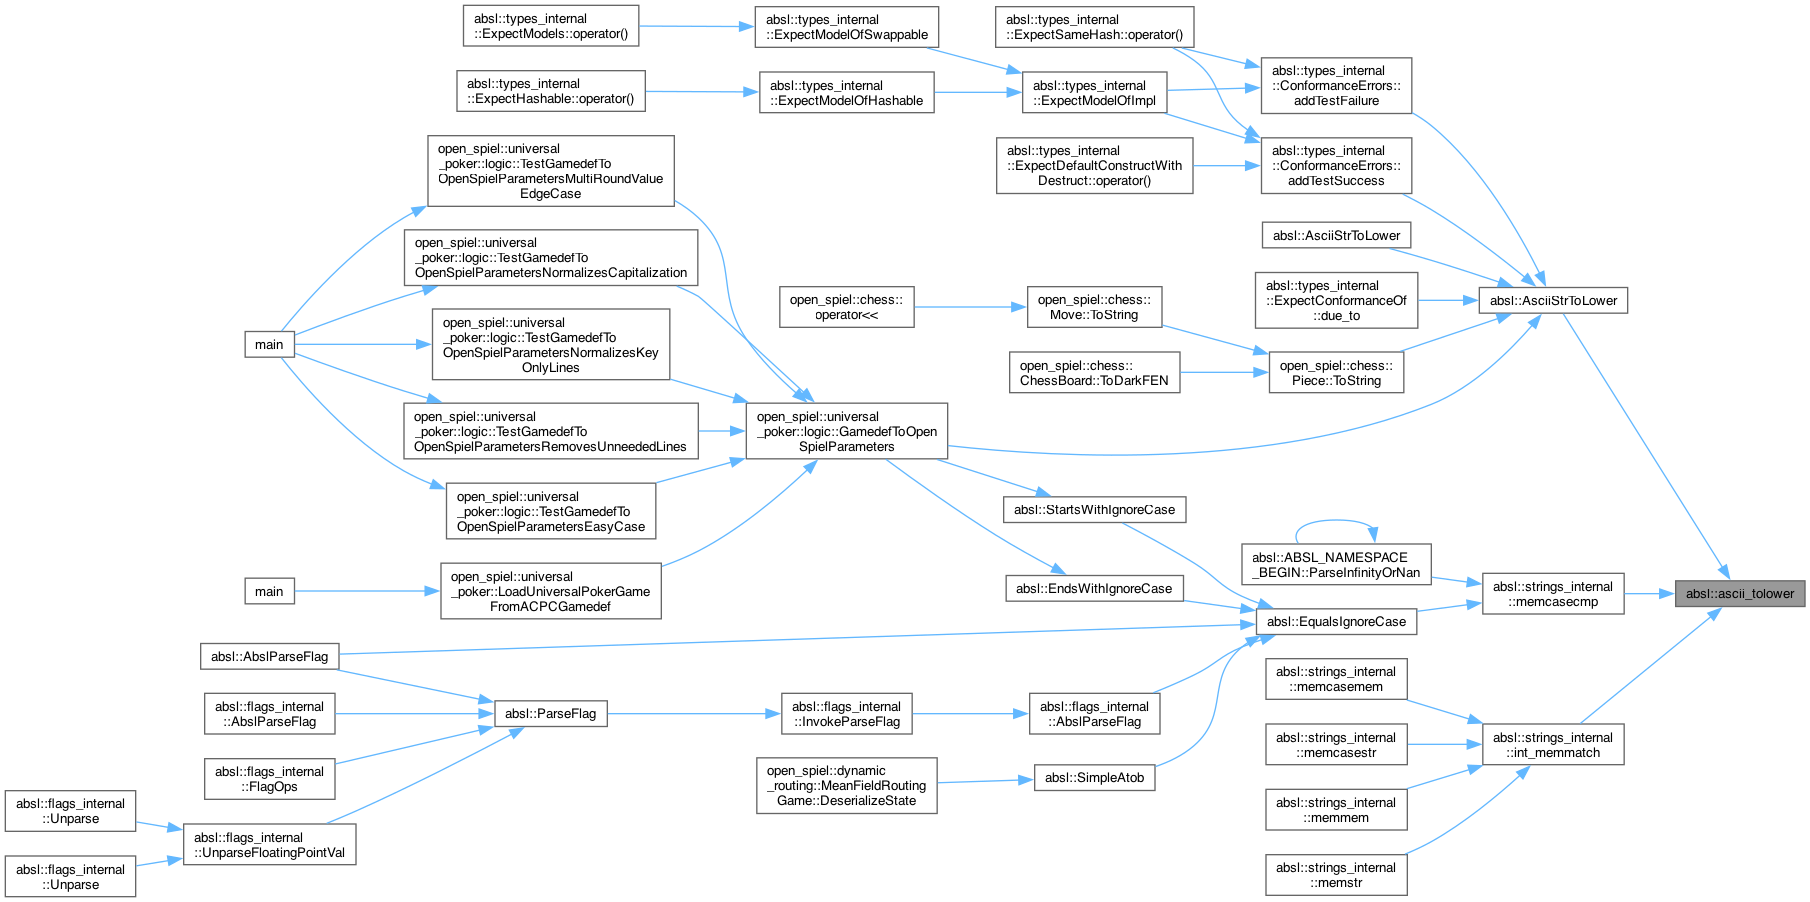 absl::types_internal
::ExpectModels::operator()
absl::types_internal
::ExpectModelOfSwappable
absl::types_internal
::ExpectSameHash::operator()
absl::types_internal
::ExpectHashable::operator()
absl::types_internal
::ExpectModelOfHashable
absl::types_internal
::ExpectModelOfImpl
absl::types_internal
::ConformanceErrors::
addTestFailure
open_spiel::universal
_poker::logic::TestGamedefTo
OpenSpielParametersMultiRoundValue
EdgeCase
absl::types_internal
::ExpectDefaultConstructWith
Destruct::operator()
absl::types_internal
::ConformanceErrors::
addTestSuccess
open_spiel::universal
_poker::logic::TestGamedefTo
OpenSpielParametersNormalizesCapitalization
absl::AsciiStrToLower
absl::types_internal
::ExpectConformanceOf
::due_to
absl::AsciiStrToLower
open_spiel::chess::
operator<<
open_spiel::chess::
Move::ToString
main
open_spiel::universal
_poker::logic::TestGamedefTo
OpenSpielParametersNormalizesKey
OnlyLines
open_spiel::chess::
ChessBoard::ToDarkFEN
open_spiel::chess::
Piece::ToString
open_spiel::universal
_poker::logic::TestGamedefTo
OpenSpielParametersRemovesUnneededLines
open_spiel::universal
_poker::logic::GamedefToOpen
SpielParameters
open_spiel::universal
_poker::logic::TestGamedefTo
OpenSpielParametersEasyCase
absl::StartsWithIgnoreCase
absl::ABSL_NAMESPACE
_BEGIN::ParseInfinityOrNan
main
open_spiel::universal
_poker::logic::LoadUniversalPokerGame
FromACPCGamedef
absl::EndsWithIgnoreCase
absl::strings_internal
::memcasecmp
absl::ascii_tolower
absl::EqualsIgnoreCase
absl::AbslParseFlag
absl::strings_internal
::memcasemem
absl::flags_internal
::AbslParseFlag
absl::ParseFlag
absl::flags_internal
::InvokeParseFlag
absl::flags_internal
::AbslParseFlag
absl::strings_internal
::memcasestr
absl::strings_internal
::int_memmatch
absl::flags_internal
::FlagOps
open_spiel::dynamic
_routing::MeanFieldRouting
Game::DeserializeState
absl::SimpleAtob
absl::flags_internal
::Unparse
absl::strings_internal
::memmem
absl::flags_internal
::UnparseFloatingPointVal
absl::flags_internal
::Unparse
absl::strings_internal
::memstr